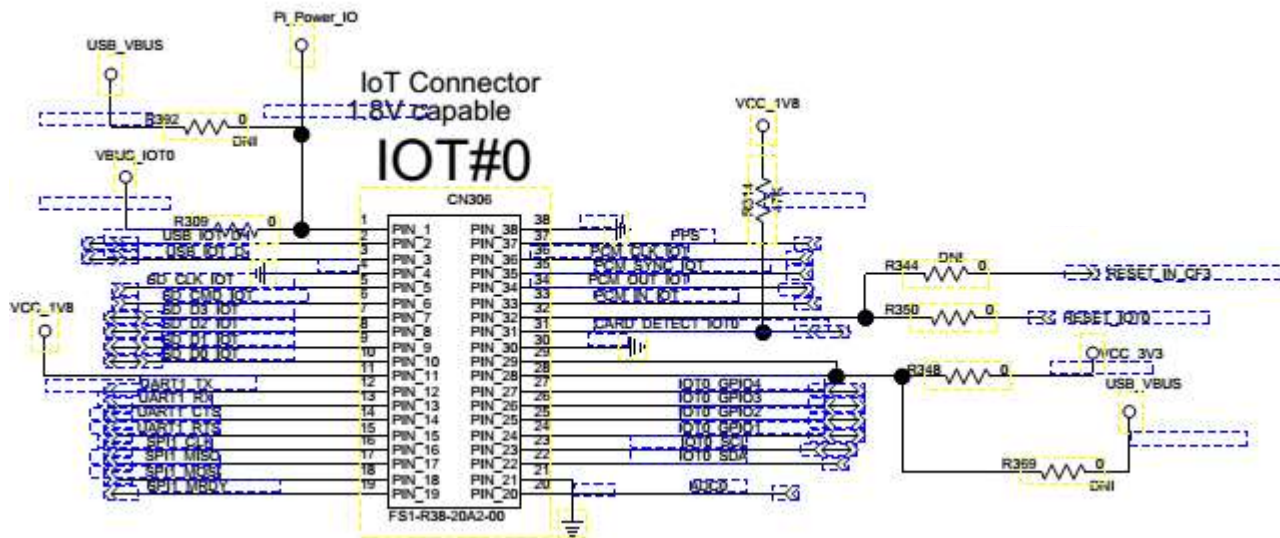 Pi_Power_IO
USB_VBUS
IoT Connector
1.8V capable
R392 0
DNI
VCC_1V8
VBUS_IOT0
IOT#0
R314
47K
CN306
R309 0
1 PIN_1 PIN_38 38
USB_IOT_D+ 2 PIN_2 PIN_37 37 PPS
USB_IOT_D- 3 PIN_3 PIN_36 36 PCM_CLK_IOT
4 PIN_4 PIN_35 35 PCM_SYNC_IOT
SD_CLK_IOT 5 PIN_5 PIN_34 34 PCM_OUT_IOT
SD_CMD_IOT 6 PIN_6 PIN_33 33 PCM_IN_IOT
SD_D3_IOT 7 PIN_7 PIN_32 32
SD_D2_IOT 8 PIN_8 PIN_31 31 CARD_DETECT_IOT0
SD_D1_IOT 9 PIN_9 PIN_30 30
SD_D0_IOT 10 PIN_10 PIN_29 29
VCC_1V8
11 PIN_11 PIN_28 28
UART1_TX 12 PIN_12 PIN_27 27 IOT0_GPIO4
UART1_RX 13 PIN_13 PIN_26 26 IOT0_GPIO3
UART1_CTS 14 PIN_14 PIN_25 25 IOT0_GPIO2
UART1_RTS 15 PIN_15 PIN_24 24 IOT0_GPIO1
SPI1_CLK 16 PIN_16 PIN_23 23 IOT0_SCL
SPI1_MISO 17 PIN_17 PIN_22 22 IOT0_SDA
SPI1_MOSI 18 PIN_18 PIN_21 21
SPI1_MRDY 19 PIN_19 PIN_20 20 ADC0
FS1-R38-20A2-00
DNI
R344 0 RESET_IN_CF3
R350 0 RESET_IOT0
VCC_3V3
R348 0
USB_VBUS
R369 0
DNI